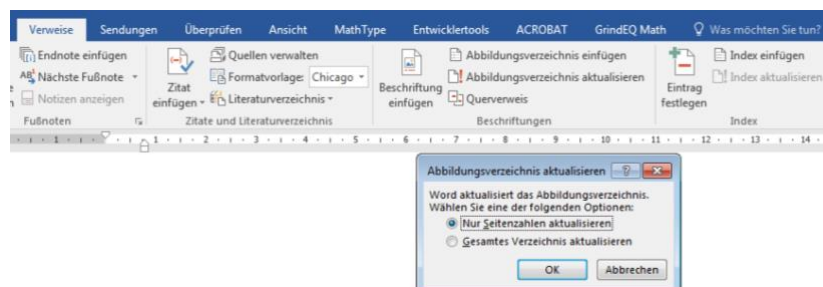 Verweise Sendungen Überprüfen Ansicht MathType Entwicklertools ACROBAT GrindEQ Math Was möchten Sie tun?
Endnote einfügen
Nächste Fußnote
Notizen anzeigen
Fußnoten
Zitat
einfügen
Quellen verwalten
Formatvorlage: Chicago
Literaturverzeichnis
Zitate und Literaturverzeichnis
Beschriftung
einfügen
Abbildungsverzeichnis einfügen
Abbildungsverzeichnis aktualisieren
Querverweis
Beschriftungen
Eintrag
festlegen
Index einfügen
Index aktualisieren
Index
1 1 2 3 4 5 6 7 8 9 10 11 12 13 14
Abbildungsverzeichnis aktualisieren
Word aktualisiert das Abbildungsverzeichnis.
Wählen Sie eine der folgenden Optionen:
Nur Seitenzahlen aktualisieren
Gesamtes Verzeichnis aktualisieren
OK Abbrechen